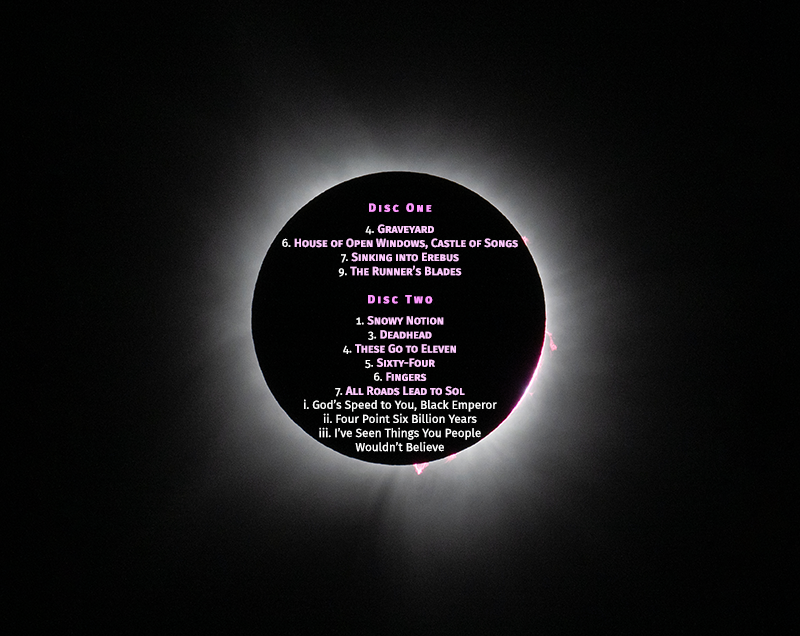 Disc One
4. Graveyard
6. House of Open Windows, Castle of Songs
7. Sinking into Erebus
9. The Runner's Blades
Disc Two
1. Snowy Notion
3. Deadhead
4. These Go to Eleven
5. Sixty-Four
6. Fingers
7. All Roads Lead to Sol
i. God's Speed to You, Black Emperor
ii. Four Point Six Billion Years
iii. I've Seen Things You People
Wouldn't Believe